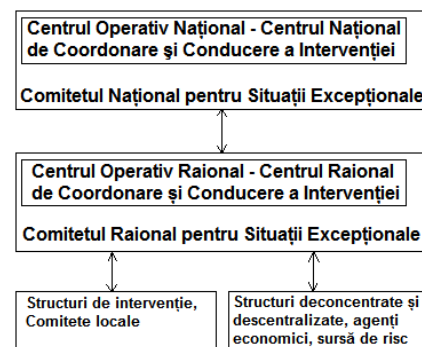 Centrul Operativ Național - Centrul Național
de Coordonare şi Conducere a Intervenției
Comitetul Național pentru Situații Excepționale
Centrul Operativ Raional - Centrul Raional
de Coordonare și Conducere a Intervenției
Comitetul Raional pentru Situații Excepționale
Structuri de intervenție,
Comitete locale
Structuri deconcentrate și
descentralizate, agenți
economici, sursă de risc